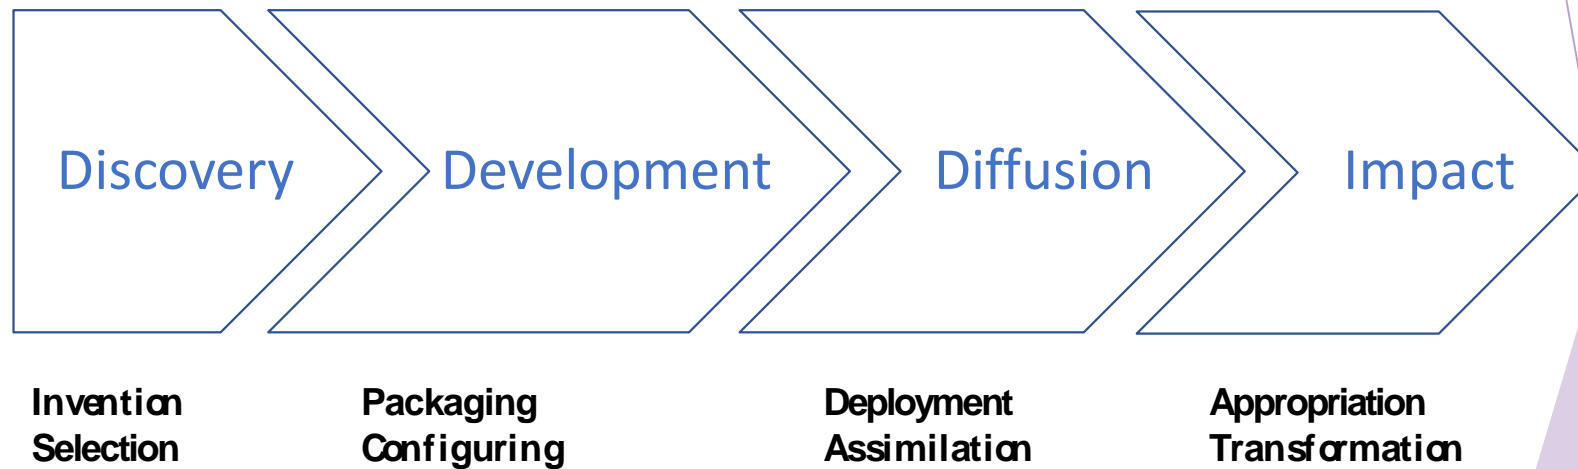 Discovery
Development
Diffusion
Impact
Invention
Selection
Packaging
Configuring
Deployment
Assimilation
Appropriation
Transformation